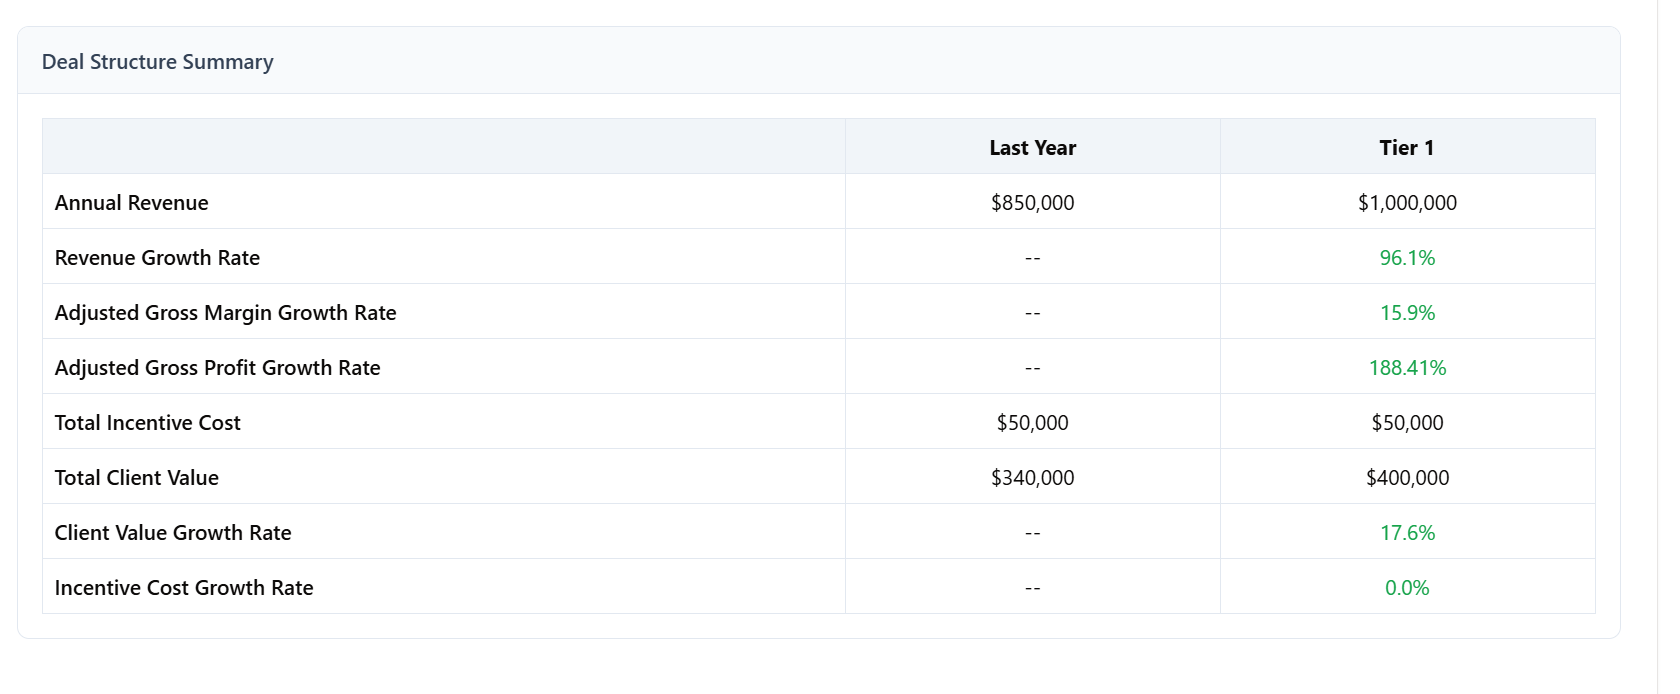 Deal Structure Summary
Last Year Tier 1
Annual Revenue $850,000 $1,000,000
Revenue Growth Rate -- 96.1%
Adjusted Gross Margin Growth Rate -- 15.9%
Adjusted Gross Profit Growth Rate -- 188.41%
Total Incentive Cost $50,000 $50,000
Total Client Value $340,000 $400,000
Client Value Growth Rate -- 17.6%
Incentive Cost Growth Rate -- 0.0%